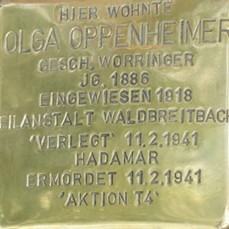 HIER WOHNTE
OLGA OPPENHEIMER
GESCH. WORRINGER
JG. 1886
EINGEWIESEN 1918
EILANSTALT WALDBREITBACH
'VERLEGT' 11.2.1941
HADAMAR
ERMORDET 11.2.1941
'AKTION T4'